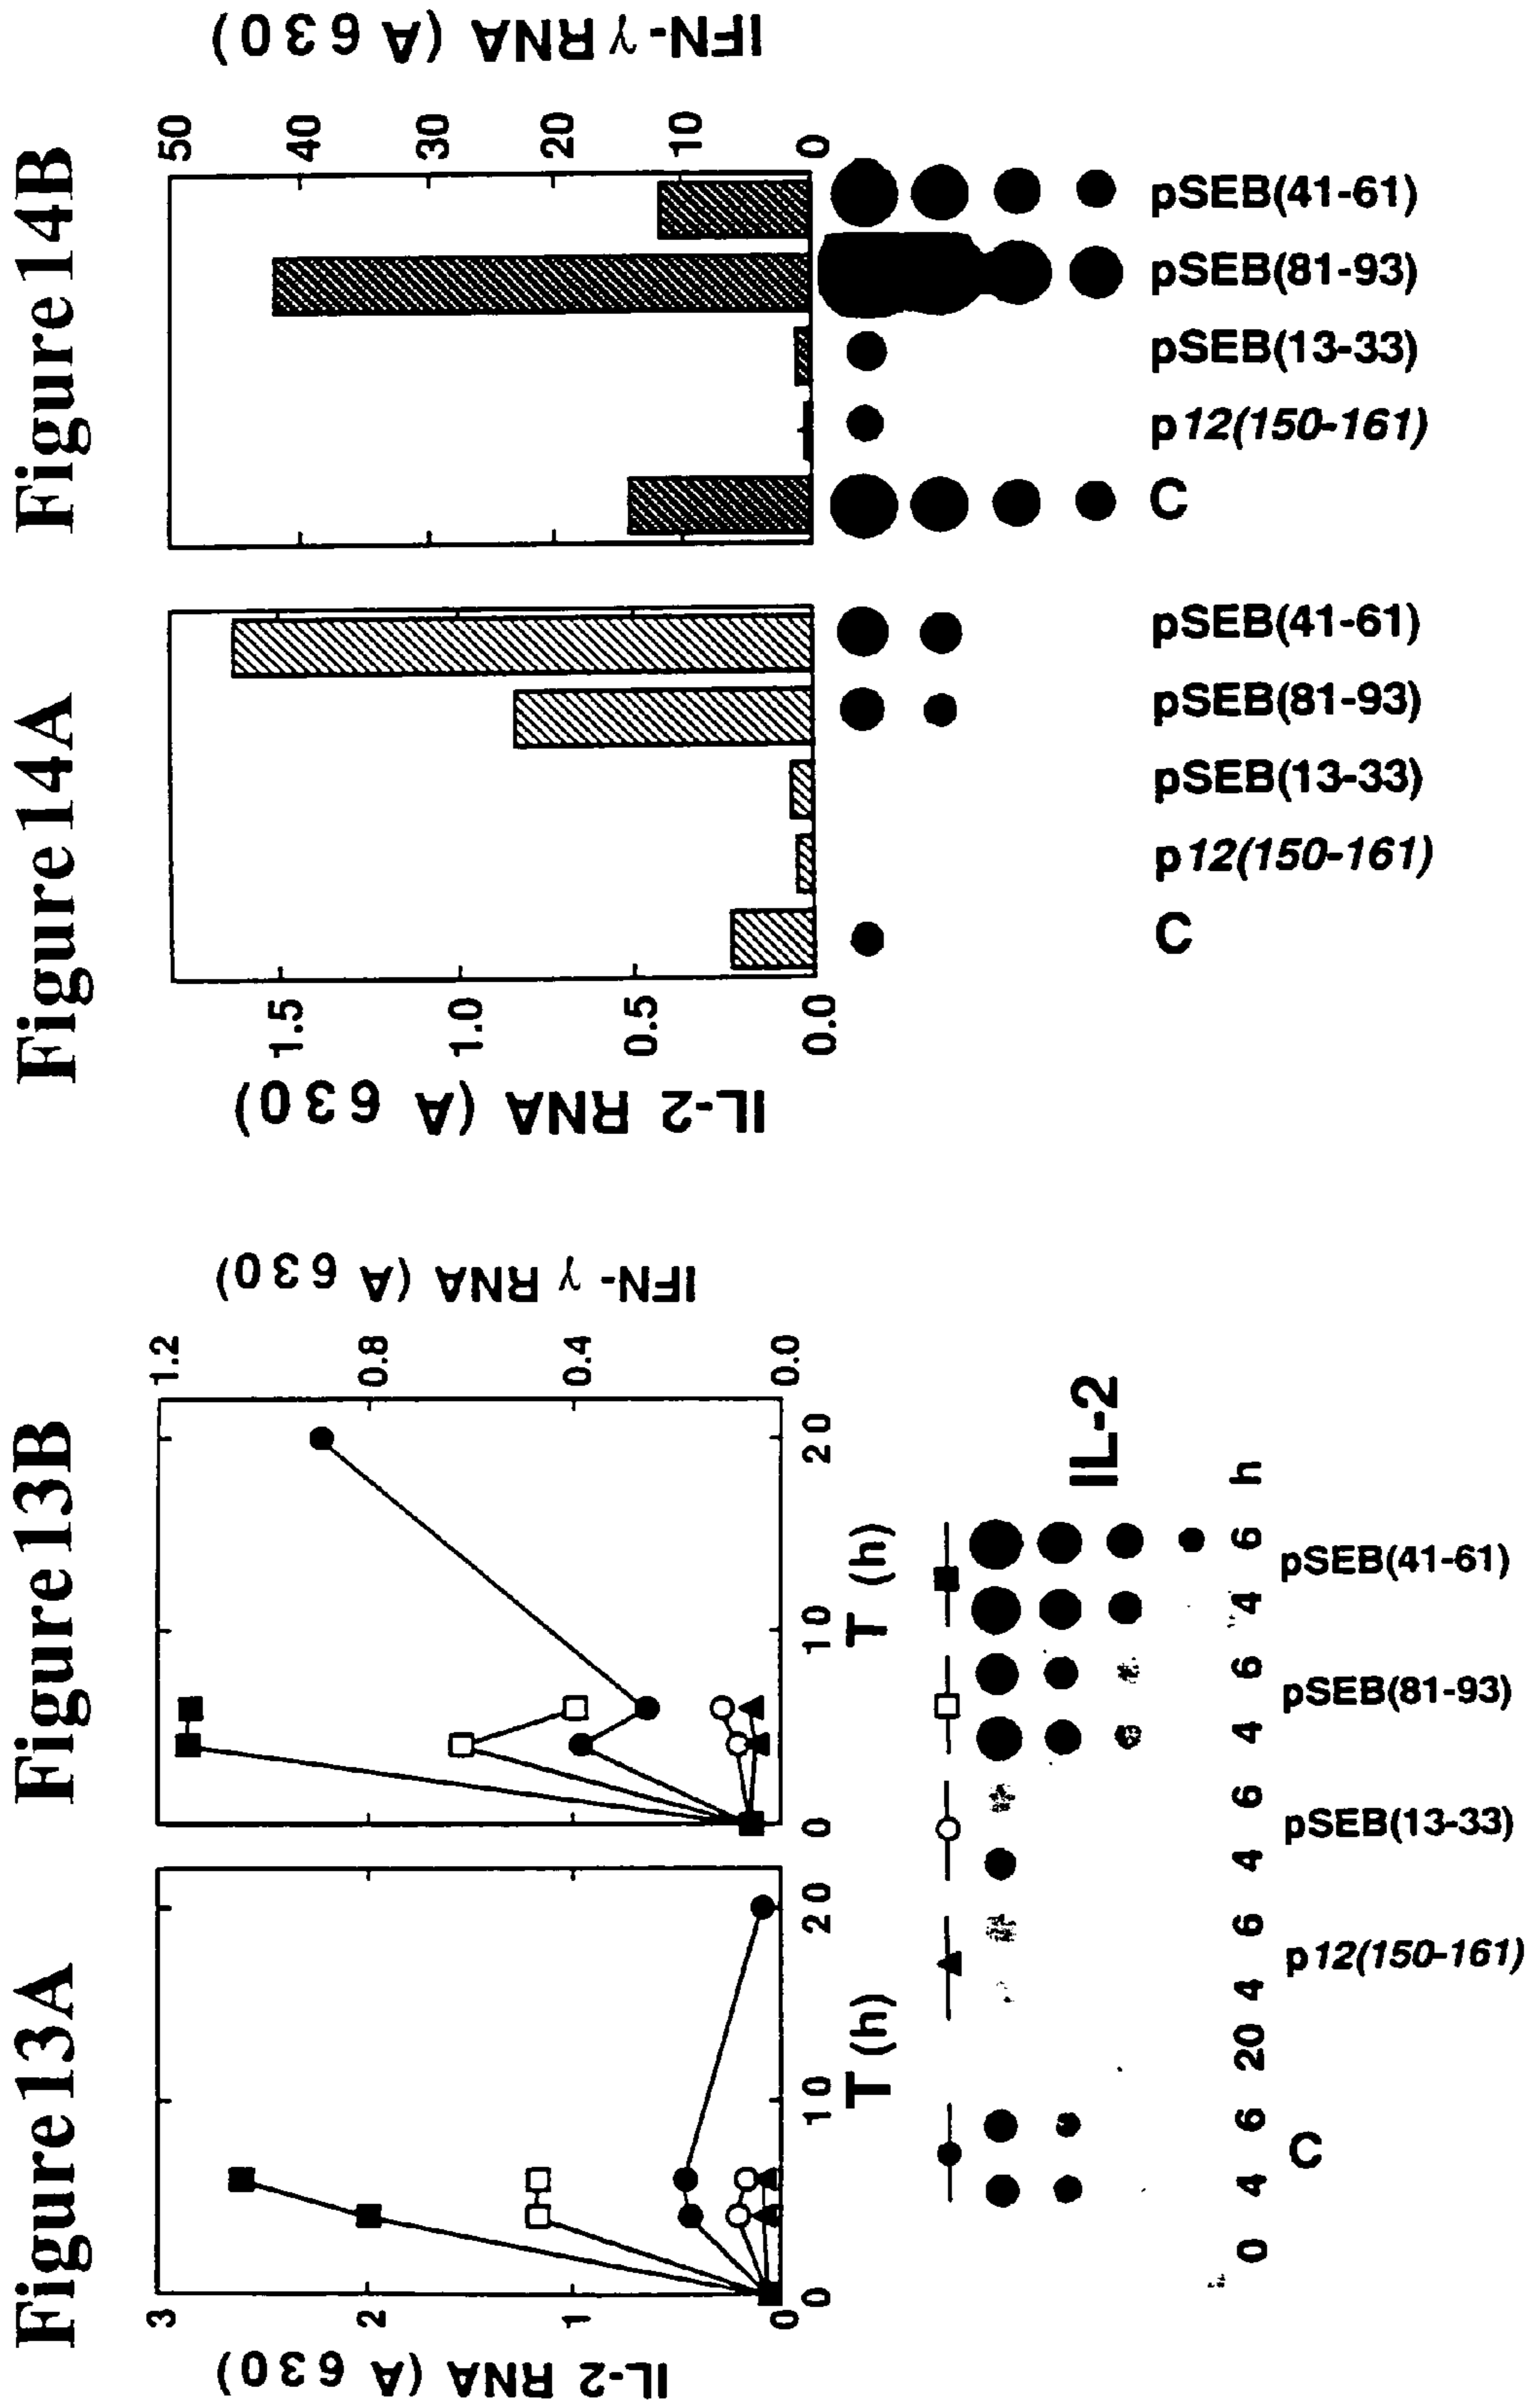 Figure 13A
IL-2 RNA (A 630)
3
2
1
0
0
10
20
T (h)
Figure 13B
IFN-γ RNA (A 630)
1.2
0.8
0.4
0.0
0
10
20
T (h)
IL-2
0 4 6 20 4 6 4 6 4 6 4 6 h
C
p12(150-161)
pSEB(13-33)
pSEB(81-93)
pSEB(41-61)
Figure 14A
IL-2 RNA (A 630)
1.5
1.0
0.5
0.0
C
p12(150-161)
pSEB(13-33)
pSEB(81-93)
pSEB(41-61)
Figure 14B
IFN-γ RNA (A 630)
50
40
30
20
10
0
C
p12(150-161)
pSEB(13-33)
pSEB(81-93)
pSEB(41-61)